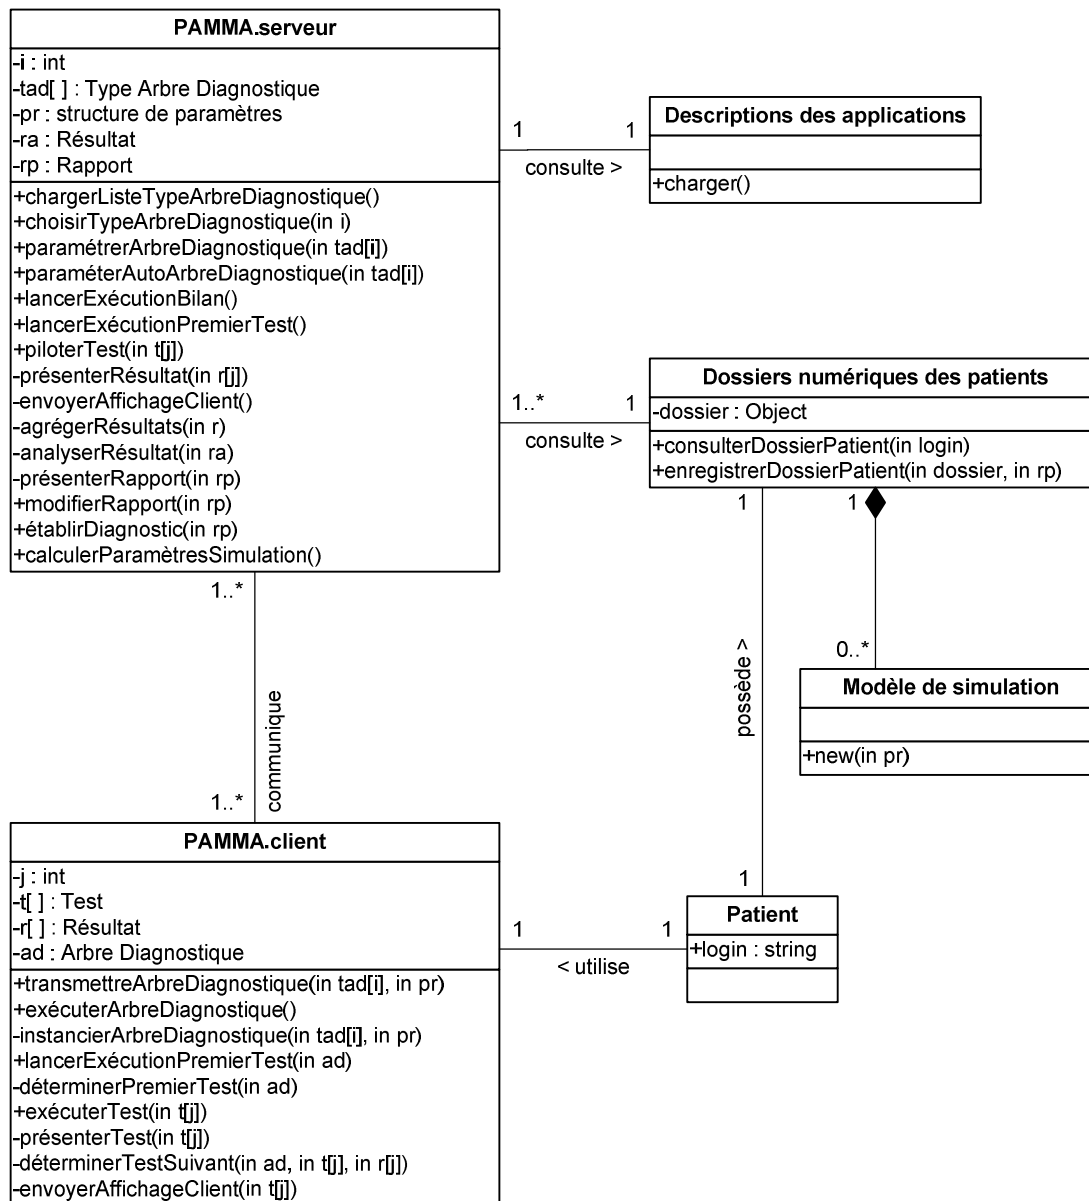 PAMMA.serveur
-i : int
-tad[ ] : Type Arbre Diagnostique
-pr : structure de paramètres
-ra : Résultat
-rp : Rapport
+chargerListeTypeArbreDiagnostique()
+choisirTypeArbreDiagnostique(in i)
+paramétrerArbreDiagnostique(in tad[i])
+paraméterAutoArbreDiagnostique(in tad[i])
+lancerExécutionBilan()
+lancerExécutionPremierTest()
+piloterTest(in t[j])
-présenterRésultat(in r[j])
-envoyerAffichageClient()
-agrégerRésultats(in r)
-analyserRésultat(in ra)
-présenterRapport(in rp)
+modifierRapport(in rp)
+établirDiagnostic(in rp)
+calculerParamètresSimulation()
1 1
consulte >
Descriptions des applications
+charger()
1..* 1
consulte >
Dossiers numériques des patients
-dossier : Object
+consulterDossierPatient(in login)
+enregistrerDossierPatient(in dossier, in rp)
1 1
possède >
0..*
Modèle de simulation
+new(in pr)
1..*
communique
1..*
PAMMA.client
-j : int
-t[ ] : Test
-r[ ] : Résultat
-ad : Arbre Diagnostique
+transmettreArbreDiagnostique(in tad[i], in pr)
+exécuterArbreDiagnostique()
-instancierArbreDiagnostique(in tad[i], in pr)
+lancerExécutionPremierTest(in ad)
-déterminerPremierTest(in ad)
+exécuterTest(in t[j])
-présenterTest(in t[j])
-déterminerTestSuivant(in ad, in t[j], in r[j])
-envoyerAffichageClient(in t[j])
1 1
< utilise
1
Patient
+login : string